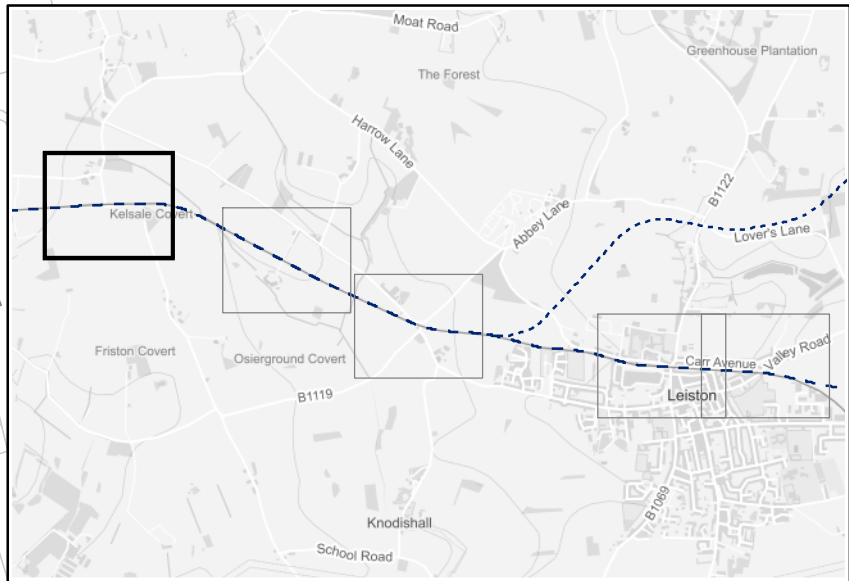 Moat Road
Greenhouse Plantation
The Forest
Harrow Lane
B1122
Kelsale Covert
Abbey Lane
Lover's Lane
Friston Covert
Osierground Covert
Carr Avenue
Valley Road
B1119
Leiston
B1069
Knodishall
School Road